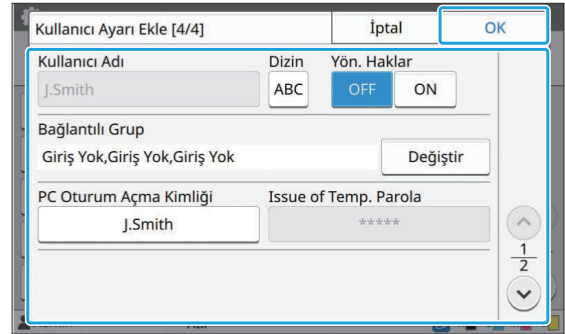 Kullanıcı Ayarı Ekle [4/4] İptal OK
Kullanıcı Adı Dizin Yön. Haklar
J.Smith ABC OFF ON
Bağlantılı Grup
Giriş Yok,Giriş Yok,Giriş Yok Değiştir
PC Oturum Açma Kimliği Issue of Temp. Parola
J.Smith *****
1
2